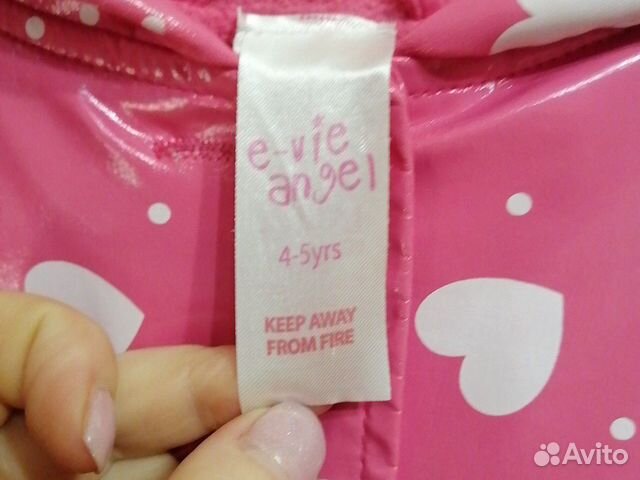 e-vie
angel
4-5yrs
KEEP AWAY
FROM FIRE
Avito